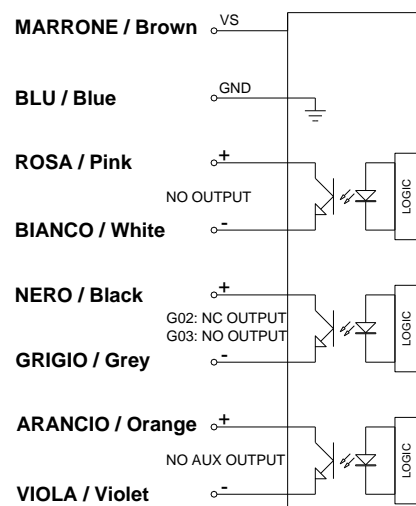 MARRONE / Brown VS
BLU / Blue GND
ROSA / Pink +
NO OUTPUT
LOGIC
BIANCO / White -
NERO / Black +
G02: NC OUTPUT
G03: NO OUTPUT
LOGIC
GRIGIO / Grey -
ARANCIO / Orange +
NO AUX OUTPUT
LOGIC
VIOLA / Violet -